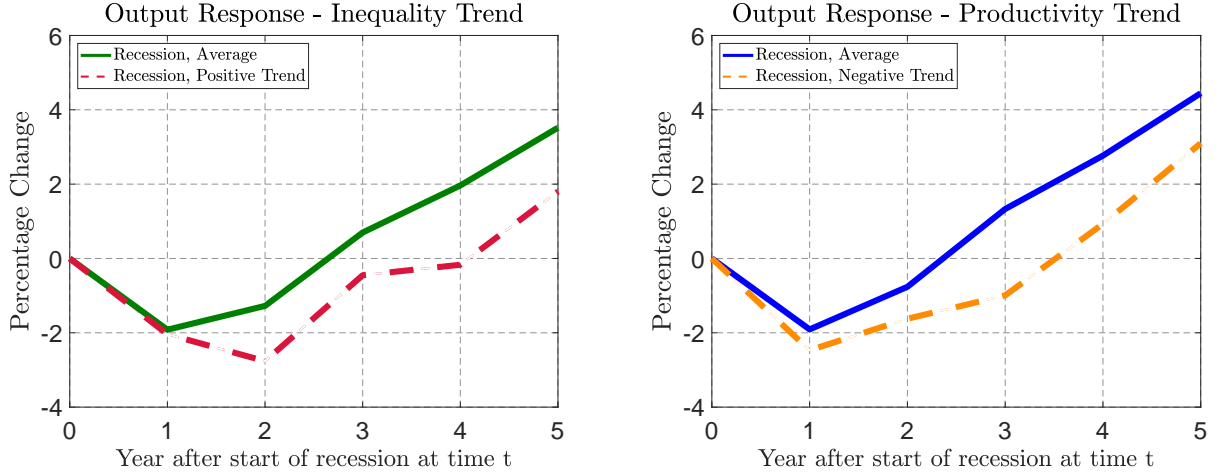 Output Response - Inequality Trend
6
4
2
0
-2
-4
Percentage Change
Recession, Average
Recession, Positive Trend
0 1 2 3 4 5
Year after start of recession at time t
Output Response - Productivity Trend
6
4
2
0
-2
-4
Percentage Change
Recession, Average
Recession, Negative Trend
0 1 2 3 4 5
Year after start of recession at time t